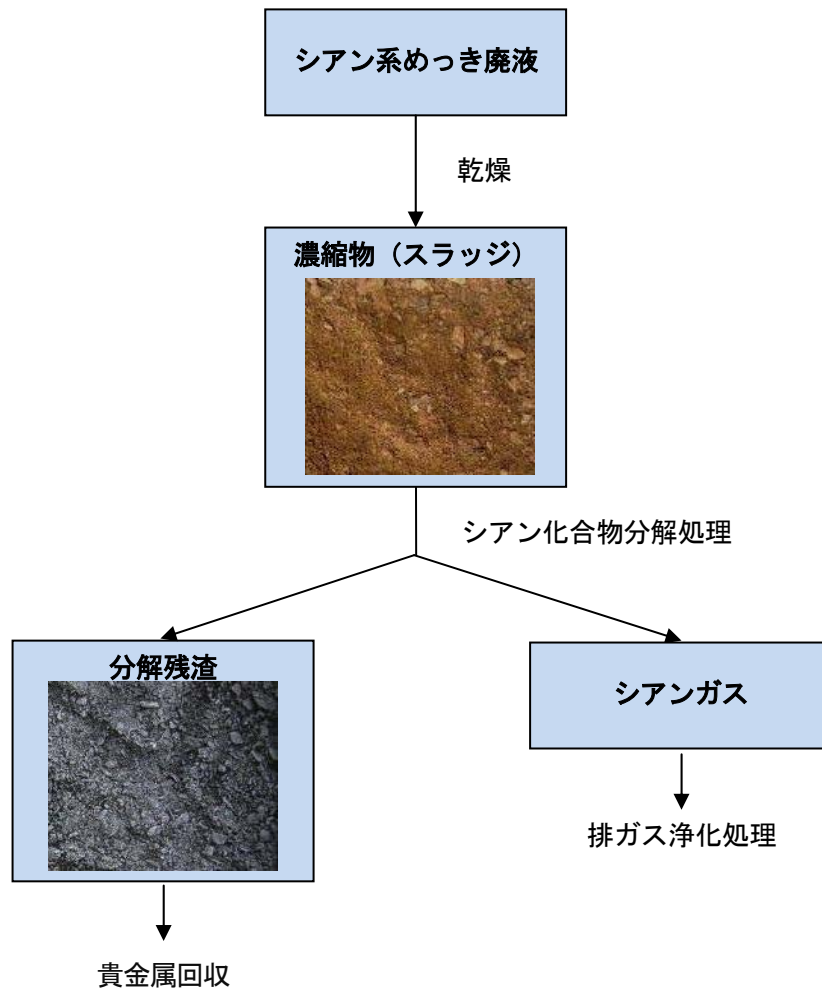 シアン系めっき廃液
乾燥
濃縮物（スラッジ）
シアン化合物分解処理
分解残渣
シアンガス
排ガス浄化処理
貴金属回収